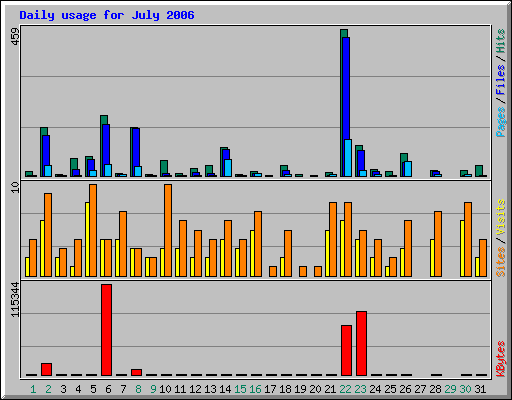 Daily usage for July 2006
459
Pages / Files / Hits
10
Sites / Visits
115344
KBytes
1 2 3 4 5 6 7 8 9 10 11 12 13 14 15 16 17 18 19 20 21 22 23 24 25 26 27 28 29 30 31